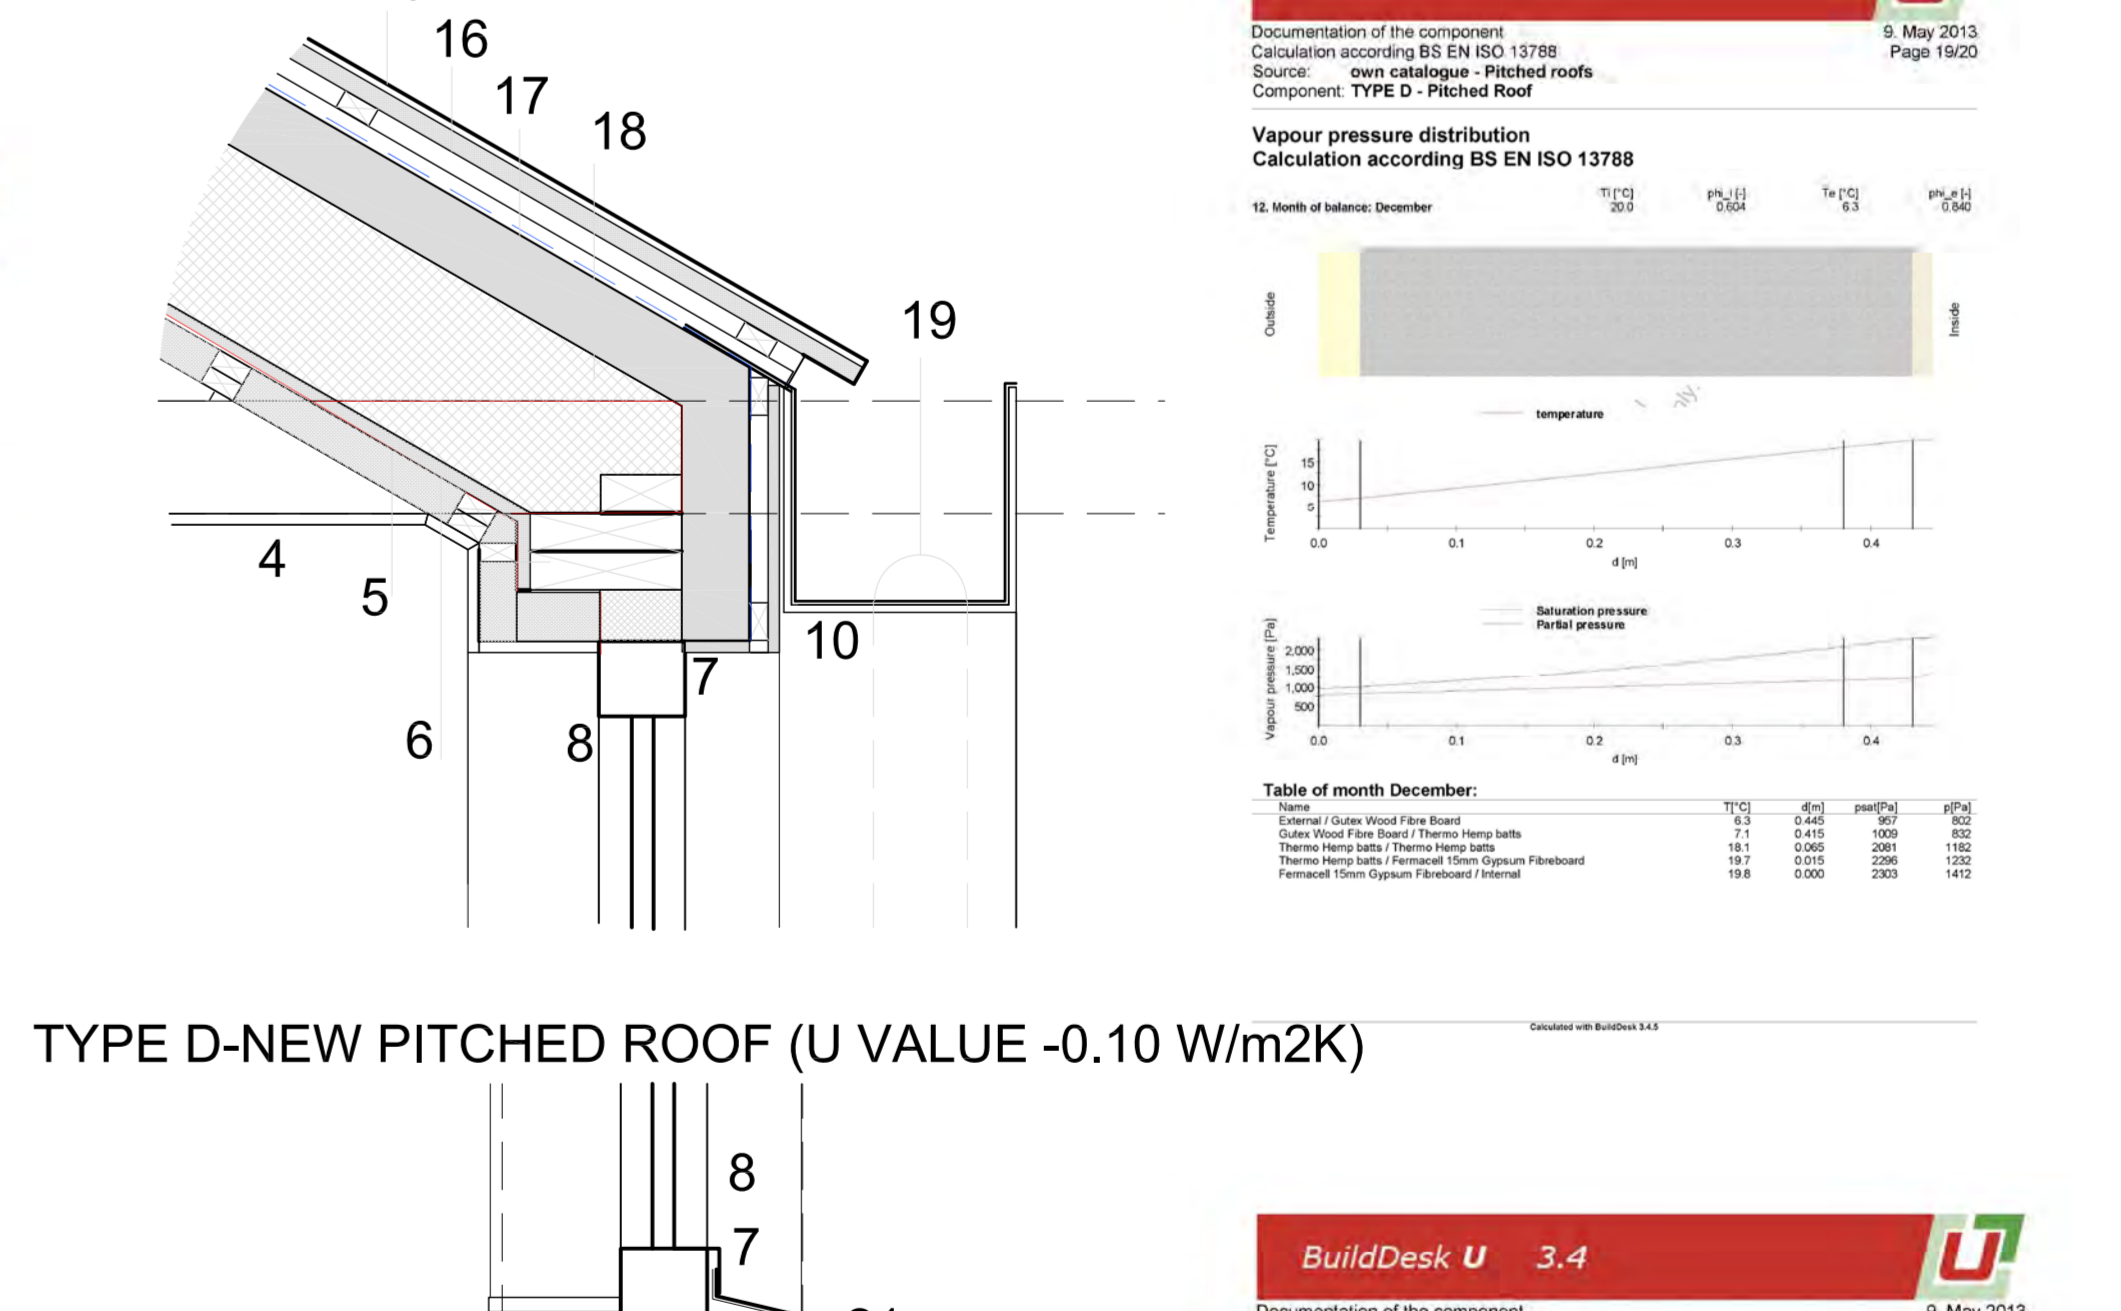 16
17
18
19
4
5
6
7
8
10
TYPE D-NEW PITCHED ROOF (U VALUE -0.10 W/m2K)
8
7
Documentation of the component
9. May 2013
Calculation according BS EN ISO 13788
Page 19/20
Source: own catalogue - Pitched roofs
Component: TYPE D - Pitched Roof
Vapour pressure distribution
Calculation according BS EN ISO 13788
Ti [°C] phi_i [-] Te [°C] phi_e [-]
12. Month of balance: December 20.0 0.604 6.3 0.840
Outside
Inside
temperature
Temperature [°C]
15
10
5
0.0 0.1 0.2 0.3 0.4
d [m]
Saturation pressure
Partial pressure
Vapour pressure [Pa]
2,000
1,500
1,000
500
0.0 0.1 0.2 0.3 0.4
d [m]
Table of month December:
Name T[°C] d[m] psat[Pa] p[Pa]
External / Gutex Wood Fibre Board 6.3 0.445 957 802
Gutex Wood Fibre Board / Thermo Hemp batts 7.1 0.415 1009 832
Thermo Hemp batts / Thermo Hemp batts 18.1 0.065 2081 1182
Thermo Hemp batts / Fermacell 15mm Gypsum Fibreboard 19.7 0.015 2296 1232
Fermacell 15mm Gypsum Fibreboard / Internal 19.8 0.000 2303 1412
Calculated with BuildDesk 3.4.5
BuildDesk U 3.4
U
Documentation of the component
9. May 2013